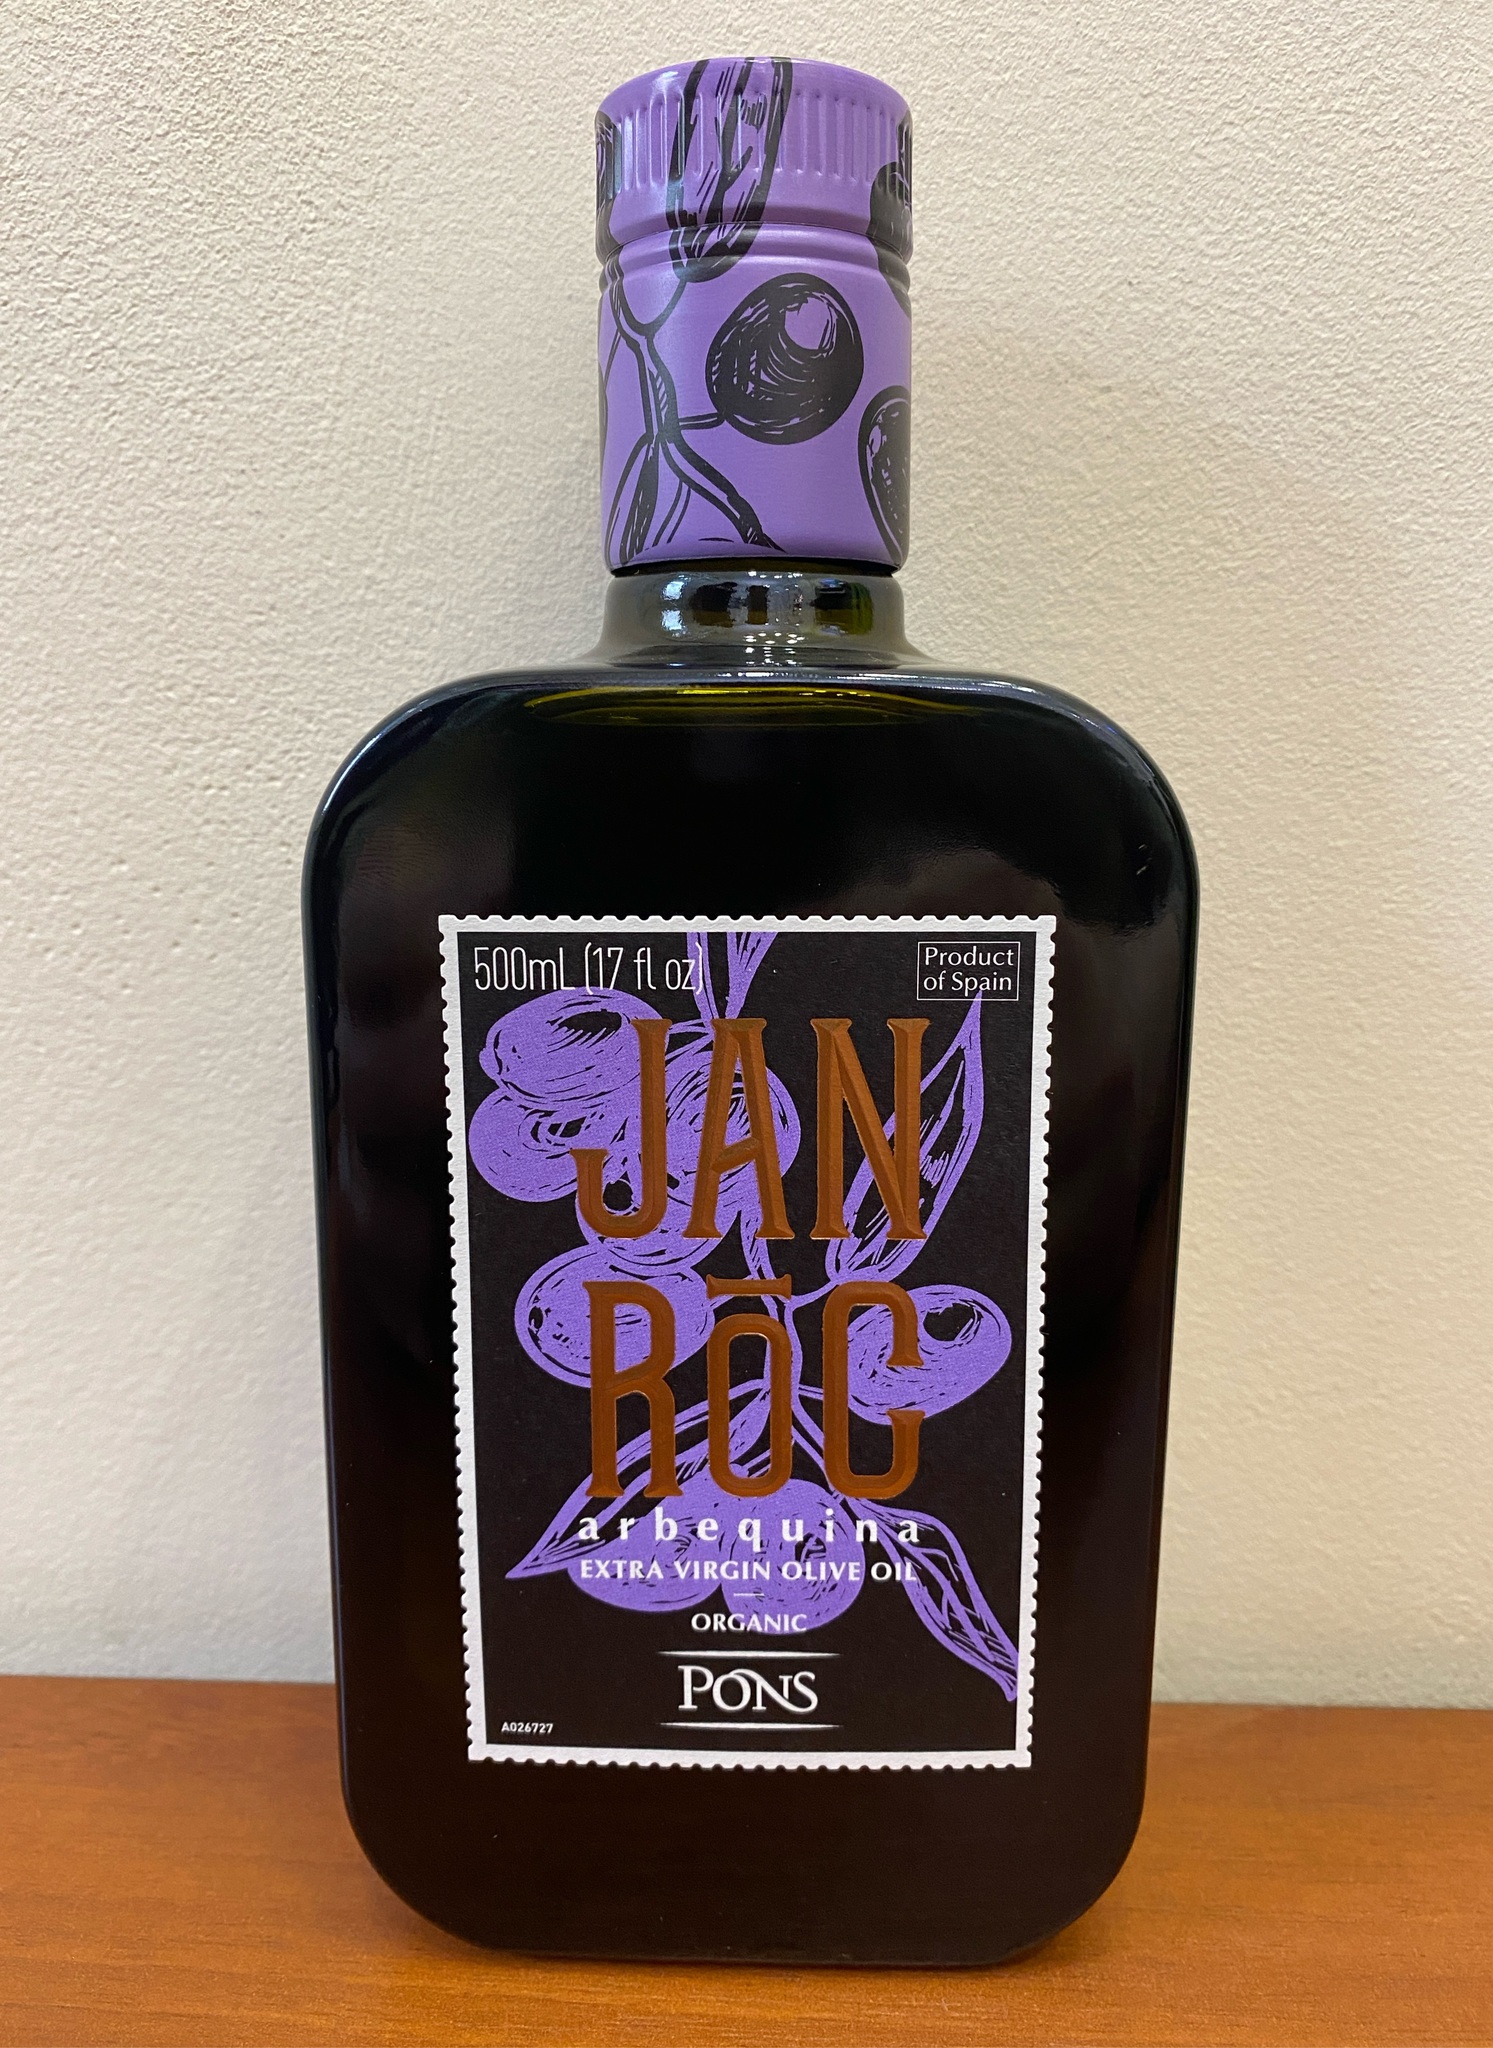 500mL (17 fl oz)
Product
of Spain
JAN
RōC
arbequina
EXTRA VIRGIN OLIVE OIL
ORGANIC
PONS
A026727